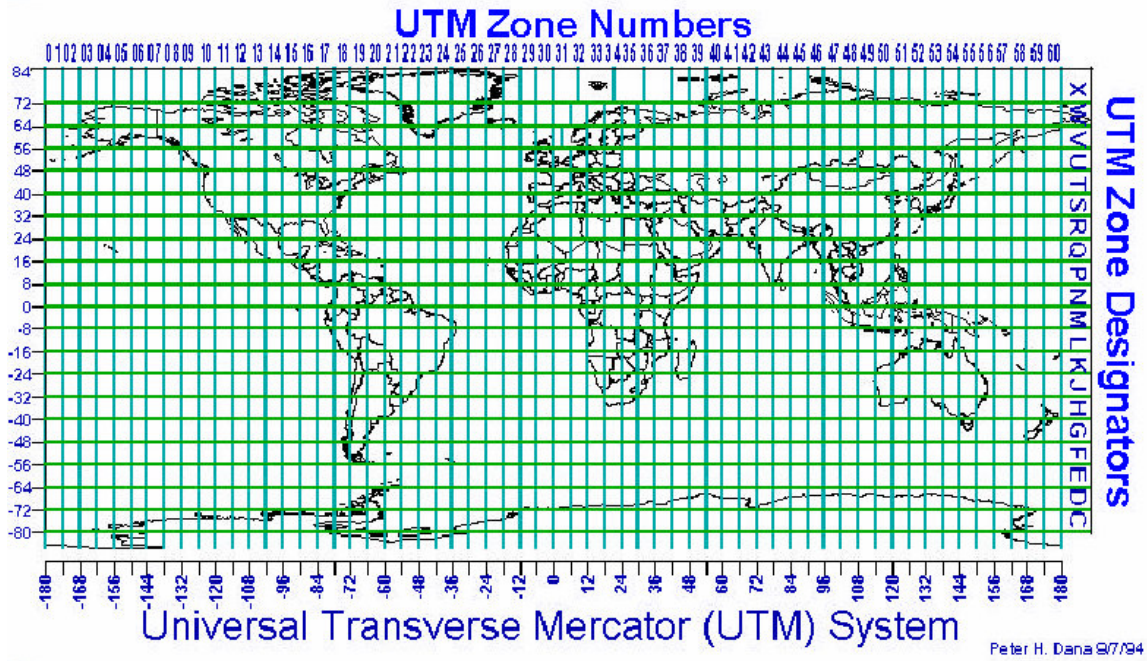 UTM Zone Numbers
01 02 03 04 05 06 07 08 09 10 11 12 13 14 15 16 17 18 19 20 21 22 23 24 25 26 27 28 29 30 31 32 33 34 35 36 37 38 39 40 41 42 43 44 45 46 47 48 49 50 51 52 53 54 55 56 57 58 59 60
84
72
64
56
48
40
32
24
16
8
0
-8
-16
-24
-32
-40
-48
-56
-64
-72
-80
X
W
V
U
T
S
R
Q
P
N
M
L
K
J
H
G
F
E
D
C
UTM Zone Designators
-180 -168 -156 -144 -132 -120 -108 -96 -84 -72 -60 -48 -36 -24 -12 0 12 24 36 48 60 72 84 96 108 120 132 144 156 168 180
Universal Transverse Mercator (UTM) System
Peter H. Dana 9/7/94